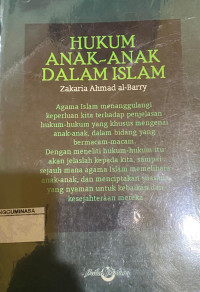 HUKUM
ANAK~ANAK
DALAM ISLAM
Zakaria Ahmad al-Barry
Agama Islam menanggulangi
keperluan kita terhadap penjelasan
hukum-hukum yang khusus mengenai
anak-anak, dalam bidang yang
bermacam-macam.
Dengan meneliti hukum-hukum itu
akan jelaslah kepada kita, sampai
sejauh mana agama Islam memelihara
anak-anak, dan menciptakan suasana
yang nyaman untuk kebaikan dan
kesejahteraan mereka